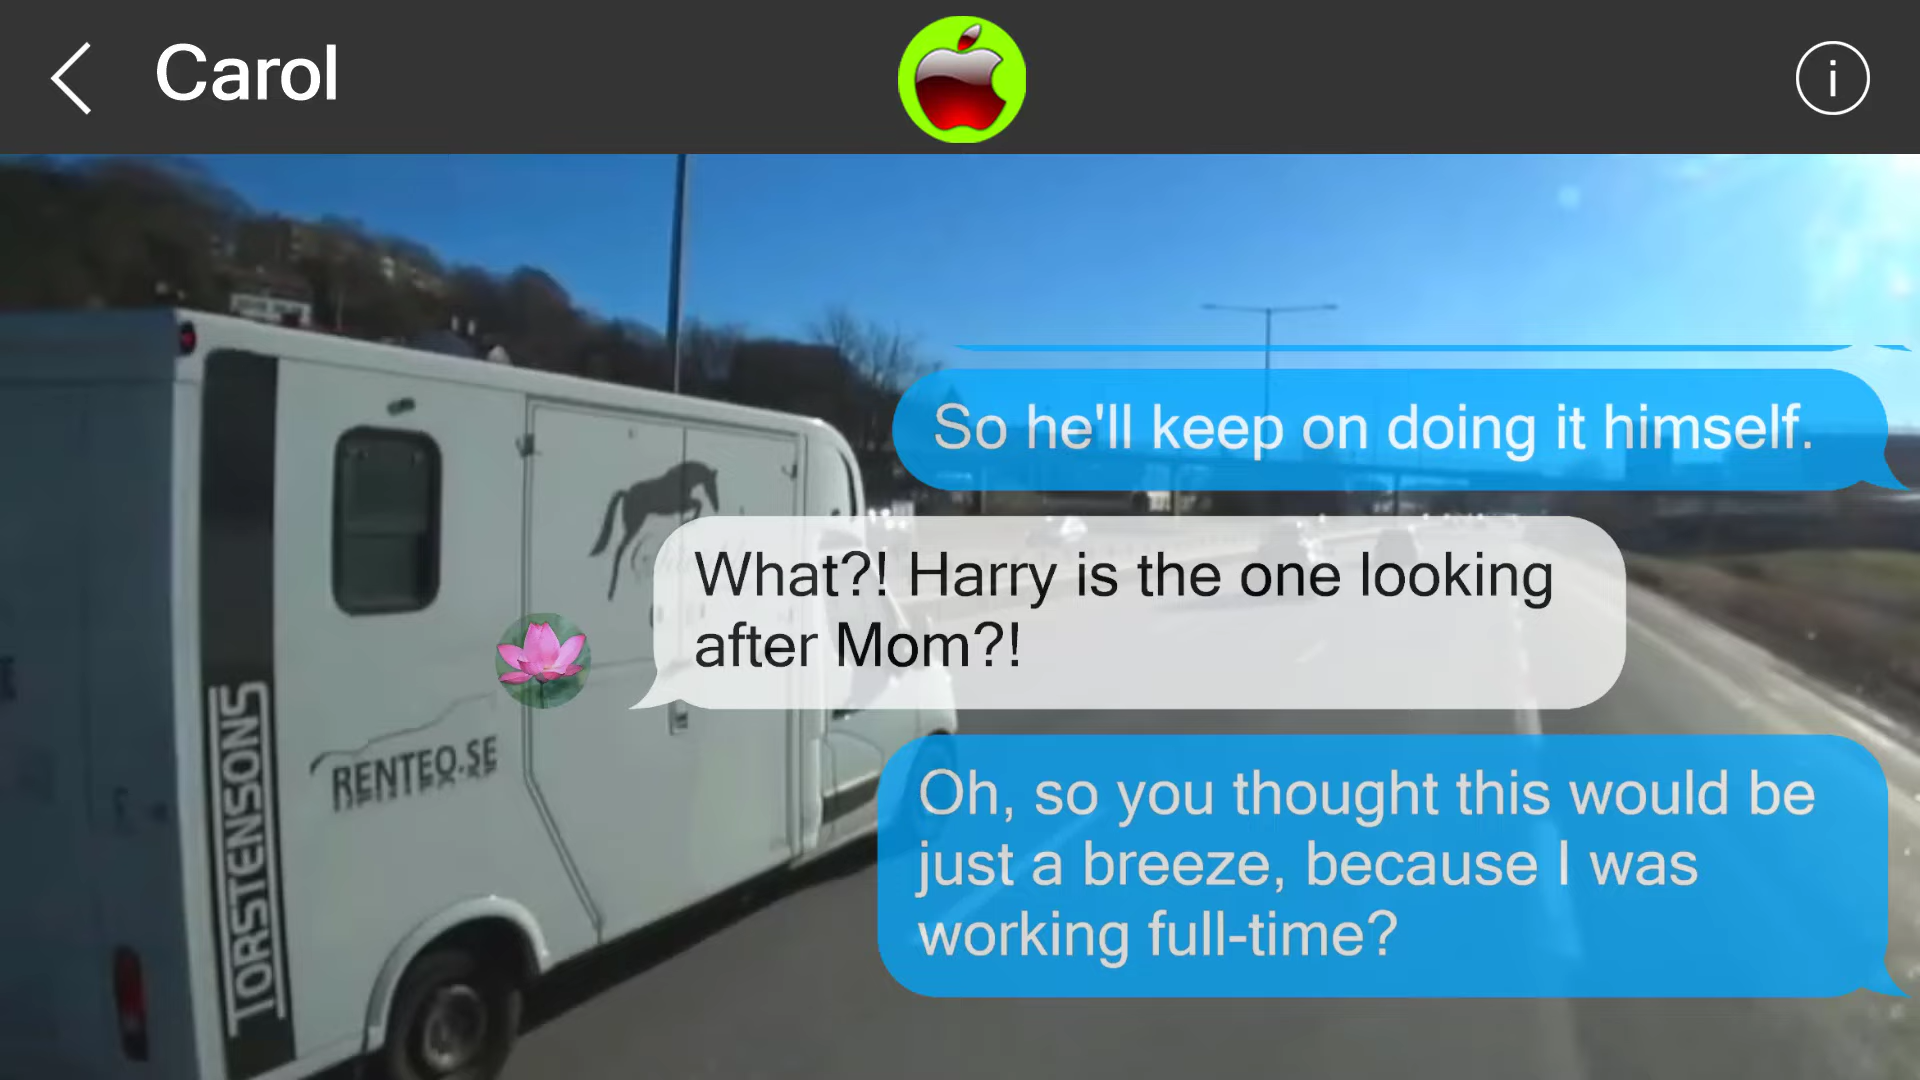 Carol
So he'll keep on doing it himself.
What?! Harry is the one looking
after Mom?!
Oh, so you thought this would be
just a breeze, because I was
working full-time?
RENTEO.SE
TORSTENSONS